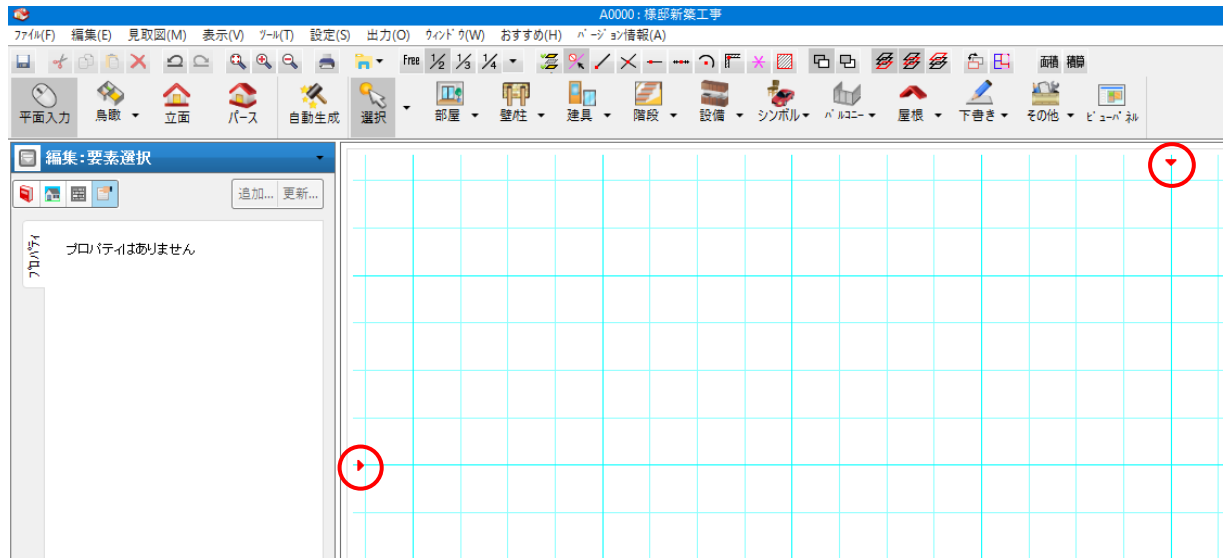 A0000 : 様邸新築工事
ﾌｧｲﾙ(F) 編集(E) 見取図(M) 表示(V) ﾂｰﾙ(T) 設定(S) 出力(O) ｳｨﾝﾄﾞｳ(W) おすすめ(H) ﾊﾞｰｼﾞｮﾝ情報(A)
Free 1/2 1/3 1/4 面積 積算
平面入力 鳥瞰 立面 パース 自動生成 選択 部屋 壁/柱 建具 階段 設備 シンボル ﾊﾞﾙｺﾆｰ 屋根 下書き その他 ﾋﾞｭｰﾊﾟﾈﾙ
編集:要素選択
追加... 更新...
プロパティ
プロパティはありません